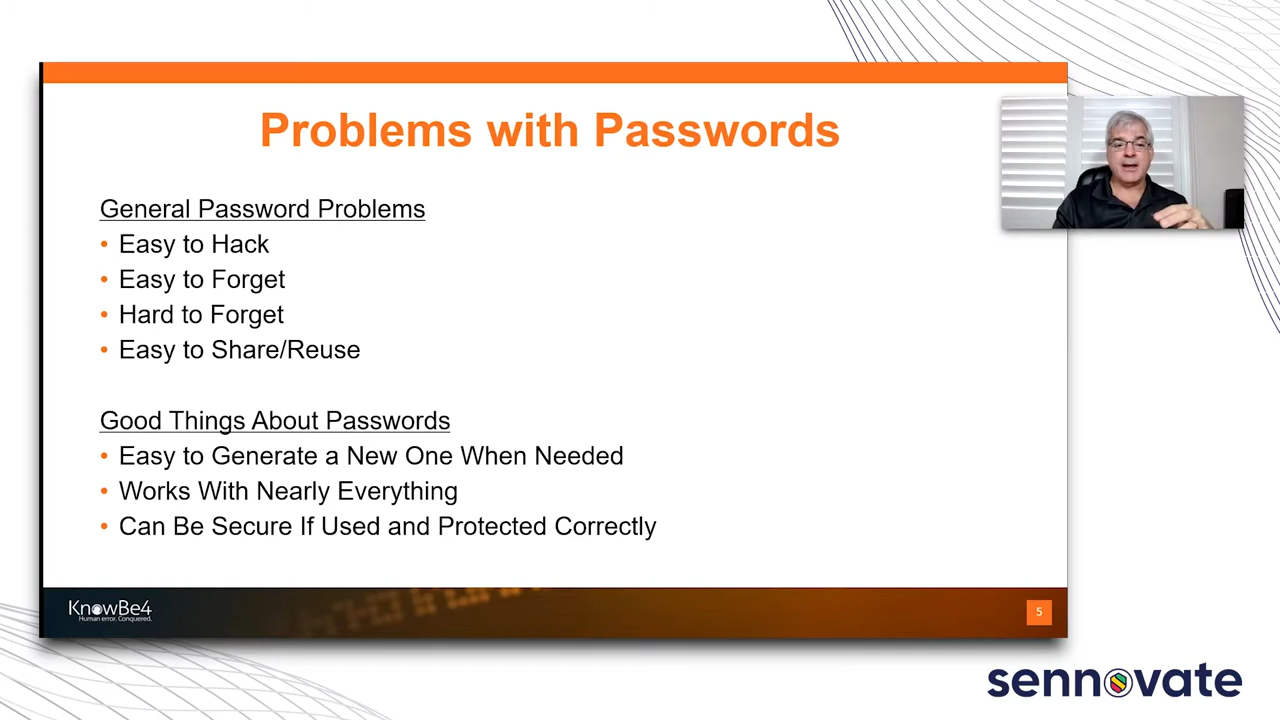 Problems with Passwords
General Password Problems
• Easy to Hack
• Easy to Forget
• Hard to Forget
• Easy to Share/Reuse
Good Things About Passwords
• Easy to Generate a New One When Needed
• Works With Nearly Everything
• Can Be Secure If Used and Protected Correctly
KnowBe4
Human error. Conquered.
5
sennovate